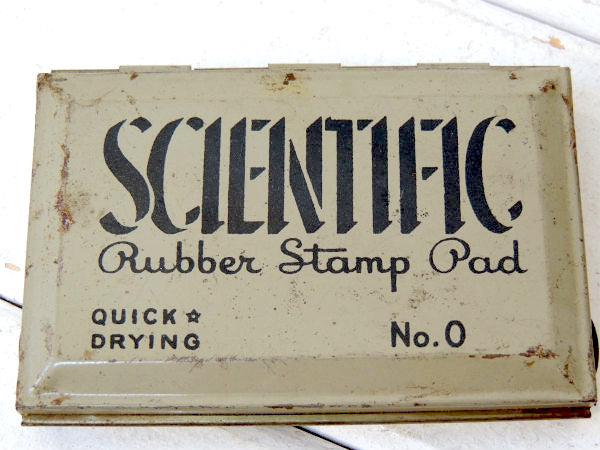 SCIENTIFIC
Rubber Stamp Pad
QUICK ☆
DRYING
No. 0